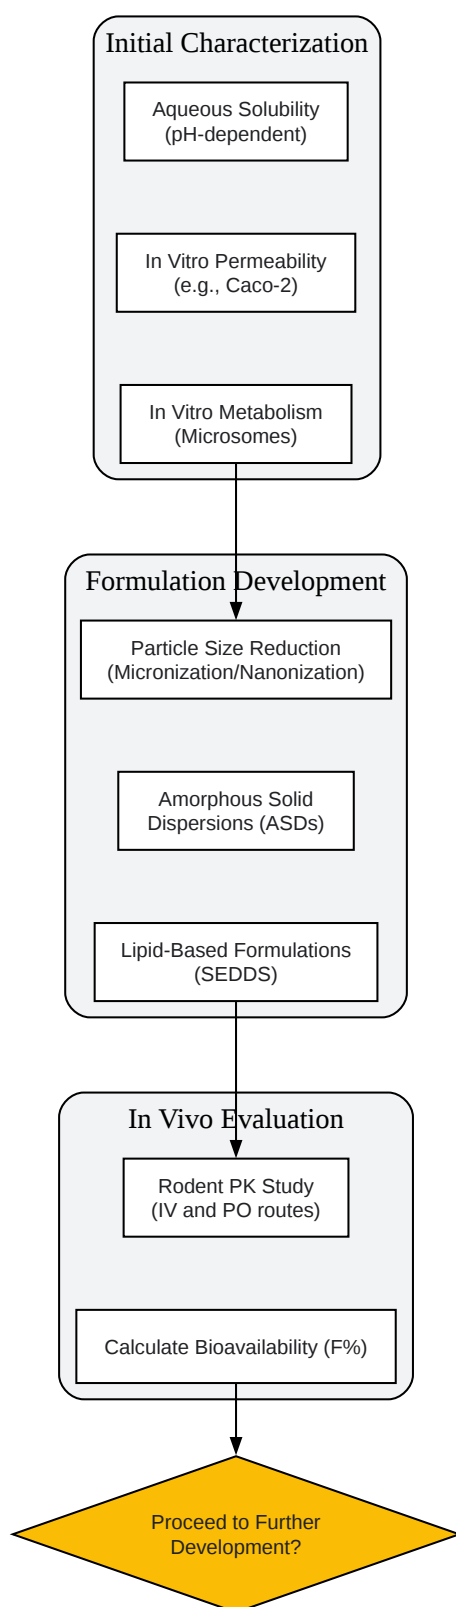 Initial Characterization
Aqueous Solubility
(pH-dependent)
In Vitro Permeability
(e.g., Caco-2)
In Vitro Metabolism
(Microsomes)
Formulation Development
Particle Size Reduction
(Micronization/Nanonization)
Amorphous Solid
Dispersions (ASDs)
Lipid-Based Formulations
(SEDDS)
In Vivo Evaluation
Rodent PK Study
(IV and PO routes)
Calculate Bioavailability (F%)
Proceed to Further
Development?